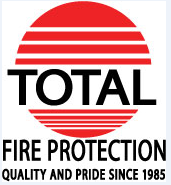 TOTAL
FIRE PROTECTION
QUALITY AND PRIDE SINCE 1985